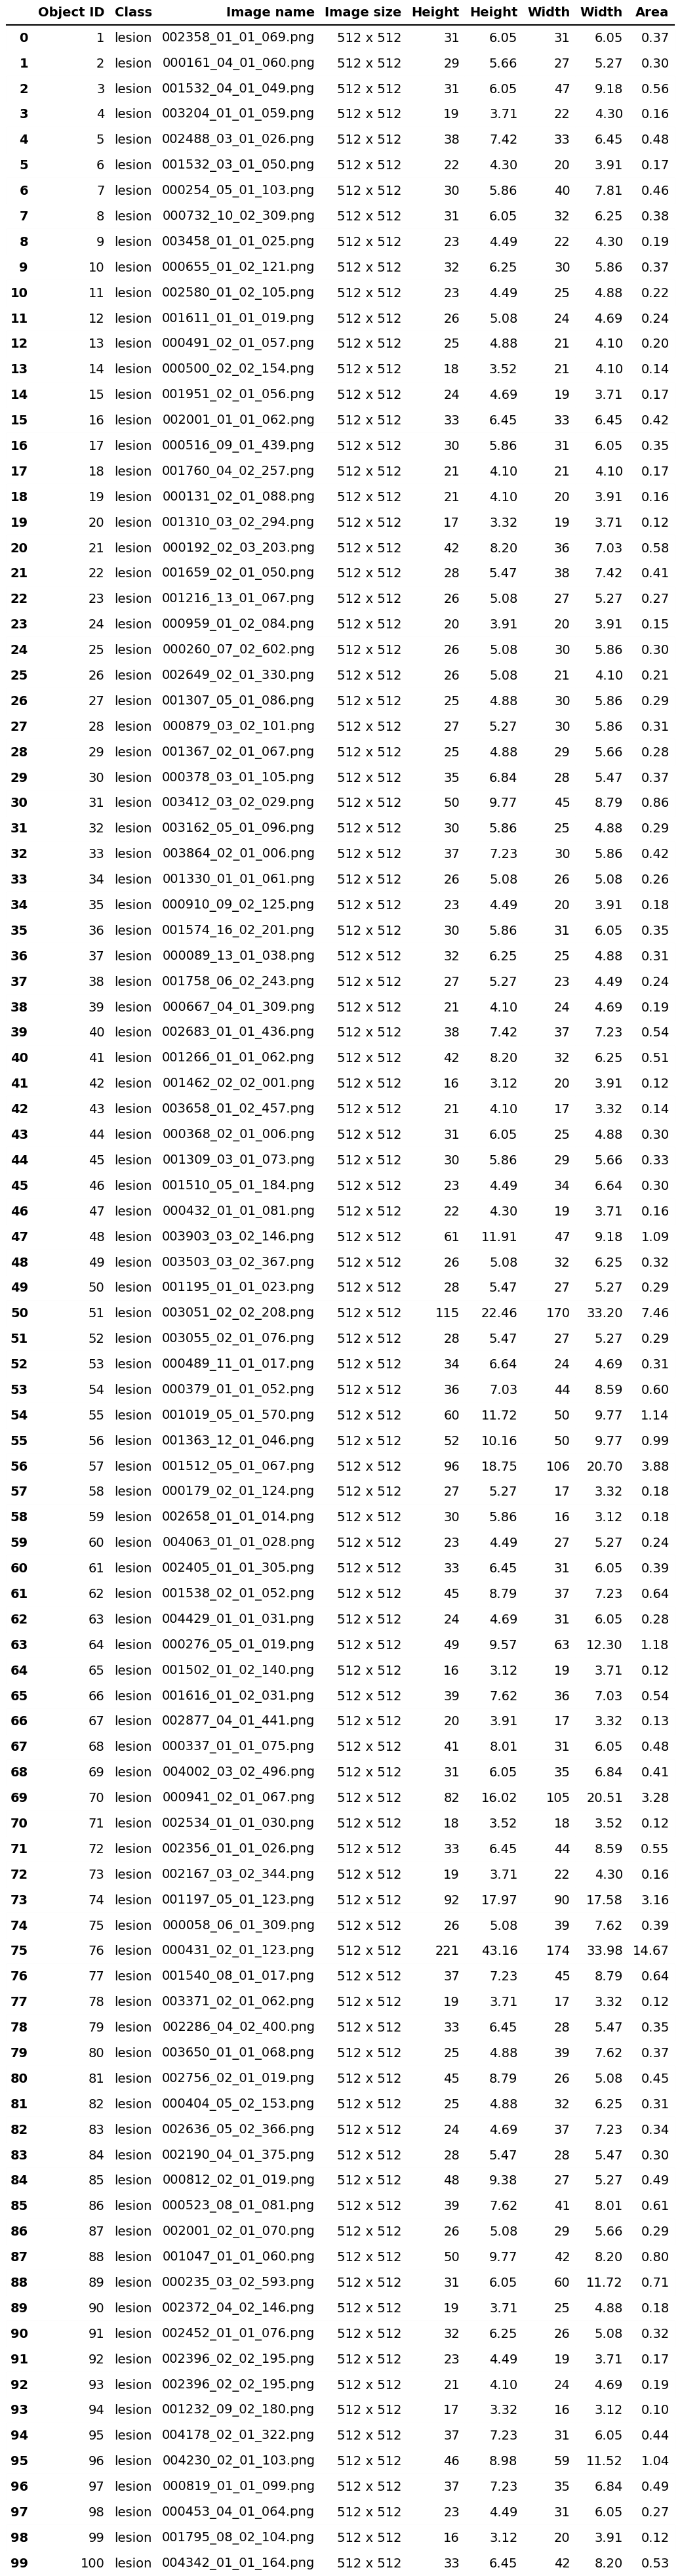 Object ID Class Image name Image size Height Height Width Width Area
0 1 lesion 002358_01_01_069.png 512 x 512 31 6.05 31 6.05 0.37
1 2 lesion 000161_04_01_060.png 512 x 512 29 5.66 27 5.27 0.30
2 3 lesion 001532_04_01_049.png 512 x 512 31 6.05 47 9.18 0.56
3 4 lesion 003204_01_01_059.png 512 x 512 19 3.71 22 4.30 0.16
4 5 lesion 002488_03_01_026.png 512 x 512 38 7.42 33 6.45 0.48
5 6 lesion 001532_03_01_050.png 512 x 512 22 4.30 20 3.91 0.17
6 7 lesion 000254_05_01_103.png 512 x 512 30 5.86 40 7.81 0.46
7 8 lesion 000732_10_02_309.png 512 x 512 31 6.05 32 6.25 0.38
8 9 lesion 003458_01_01_025.png 512 x 512 23 4.49 22 4.30 0.19
9 10 lesion 000655_01_02_121.png 512 x 512 32 6.25 30 5.86 0.37
10 11 lesion 002580_01_02_105.png 512 x 512 23 4.49 25 4.88 0.22
11 12 lesion 001611_01_01_019.png 512 x 512 26 5.08 24 4.69 0.24
12 13 lesion 000491_02_01_057.png 512 x 512 25 4.88 21 4.10 0.20
13 14 lesion 000500_02_02_154.png 512 x 512 18 3.52 21 4.10 0.14
14 15 lesion 001951_02_01_056.png 512 x 512 24 4.69 19 3.71 0.17
15 16 lesion 002001_01_01_062.png 512 x 512 33 6.45 33 6.45 0.42
16 17 lesion 000516_09_01_439.png 512 x 512 30 5.86 31 6.05 0.35
17 18 lesion 001760_04_02_257.png 512 x 512 21 4.10 21 4.10 0.17
18 19 lesion 000131_02_01_088.png 512 x 512 21 4.10 20 3.91 0.16
19 20 lesion 001310_03_02_294.png 512 x 512 17 3.32 19 3.71 0.12
20 21 lesion 000192_02_03_203.png 512 x 512 42 8.20 36 7.03 0.58
21 22 lesion 001659_02_01_050.png 512 x 512 28 5.47 38 7.42 0.41
22 23 lesion 001216_13_01_067.png 512 x 512 26 5.08 27 5.27 0.27
23 24 lesion 000959_01_02_084.png 512 x 512 20 3.91 20 3.91 0.15
24 25 lesion 000260_07_02_602.png 512 x 512 26 5.08 30 5.86 0.30
25 26 lesion 002649_02_01_330.png 512 x 512 26 5.08 21 4.10 0.21
26 27 lesion 001307_05_01_086.png 512 x 512 25 4.88 30 5.86 0.29
27 28 lesion 000879_03_02_101.png 512 x 512 27 5.27 30 5.86 0.31
28 29 lesion 001367_02_01_067.png 512 x 512 25 4.88 29 5.66 0.28
29 30 lesion 000378_03_01_105.png 512 x 512 35 6.84 28 5.47 0.37
30 31 lesion 003412_03_02_029.png 512 x 512 50 9.77 45 8.79 0.86
31 32 lesion 003162_05_01_096.png 512 x 512 30 5.86 25 4.88 0.29
32 33 lesion 003864_02_01_006.png 512 x 512 37 7.23 30 5.86 0.42
33 34 lesion 001330_01_01_061.png 512 x 512 26 5.08 26 5.08 0.26
34 35 lesion 000910_09_02_125.png 512 x 512 23 4.49 20 3.91 0.18
35 36 lesion 001574_16_02_201.png 512 x 512 30 5.86 31 6.05 0.35
36 37 lesion 000089_13_01_038.png 512 x 512 32 6.25 25 4.88 0.31
37 38 lesion 001758_06_02_243.png 512 x 512 27 5.27 23 4.49 0.24
38 39 lesion 000667_04_01_309.png 512 x 512 21 4.10 24 4.69 0.19
39 40 lesion 002683_01_01_436.png 512 x 512 38 7.42 37 7.23 0.54
40 41 lesion 001266_01_01_062.png 512 x 512 42 8.20 32 6.25 0.51
41 42 lesion 001462_02_02_001.png 512 x 512 16 3.12 20 3.91 0.12
42 43 lesion 003658_01_02_457.png 512 x 512 21 4.10 17 3.32 0.14
43 44 lesion 000368_02_01_006.png 512 x 512 31 6.05 25 4.88 0.30
44 45 lesion 001309_03_01_073.png 512 x 512 30 5.86 29 5.66 0.33
45 46 lesion 001510_05_01_184.png 512 x 512 23 4.49 34 6.64 0.30
46 47 lesion 000432_01_01_081.png 512 x 512 22 4.30 19 3.71 0.16
47 48 lesion 003903_03_02_146.png 512 x 512 61 11.91 47 9.18 1.09
48 49 lesion 003503_03_02_367.png 512 x 512 26 5.08 32 6.25 0.32
49 50 lesion 001195_01_01_023.png 512 x 512 28 5.47 27 5.27 0.29
50 51 lesion 003051_02_02_208.png 512 x 512 115 22.46 170 33.20 7.46
51 52 lesion 003055_02_01_076.png 512 x 512 28 5.47 27 5.27 0.29
52 53 lesion 000489_11_01_017.png 512 x 512 34 6.64 24 4.69 0.31
53 54 lesion 000379_01_01_052.png 512 x 512 36 7.03 44 8.59 0.60
54 55 lesion 001019_05_01_570.png 512 x 512 60 11.72 50 9.77 1.14
55 56 lesion 001363_12_01_046.png 512 x 512 52 10.16 50 9.77 0.99
56 57 lesion 001512_05_01_067.png 512 x 512 96 18.75 106 20.70 3.88
57 58 lesion 000179_02_01_124.png 512 x 512 27 5.27 17 3.32 0.18
58 59 lesion 002658_01_01_014.png 512 x 512 30 5.86 16 3.12 0.18
59 60 lesion 004063_01_01_028.png 512 x 512 23 4.49 27 5.27 0.24
60 61 lesion 002405_01_01_305.png 512 x 512 33 6.45 31 6.05 0.39
61 62 lesion 001538_02_01_052.png 512 x 512 45 8.79 37 7.23 0.64
62 63 lesion 004429_01_01_031.png 512 x 512 24 4.69 31 6.05 0.28
63 64 lesion 000276_05_01_019.png 512 x 512 49 9.57 63 12.30 1.18
64 65 lesion 001502_01_02_140.png 512 x 512 16 3.12 19 3.71 0.12
65 66 lesion 001616_01_02_031.png 512 x 512 39 7.62 36 7.03 0.54
66 67 lesion 002877_04_01_441.png 512 x 512 20 3.91 17 3.32 0.13
67 68 lesion 000337_01_01_075.png 512 x 512 41 8.01 31 6.05 0.48
68 69 lesion 004002_03_02_496.png 512 x 512 31 6.05 35 6.84 0.41
69 70 lesion 000941_02_01_067.png 512 x 512 82 16.02 105 20.51 3.28
70 71 lesion 002534_01_01_030.png 512 x 512 18 3.52 18 3.52 0.12
71 72 lesion 002356_01_01_026.png 512 x 512 33 6.45 44 8.59 0.55
72 73 lesion 002167_03_02_344.png 512 x 512 19 3.71 22 4.30 0.16
73 74 lesion 001197_05_01_123.png 512 x 512 92 17.97 90 17.58 3.16
74 75 lesion 000058_06_01_309.png 512 x 512 26 5.08 39 7.62 0.39
75 76 lesion 000431_02_01_123.png 512 x 512 221 43.16 174 33.98 14.67
76 77 lesion 001540_08_01_017.png 512 x 512 37 7.23 45 8.79 0.64
77 78 lesion 003371_02_01_062.png 512 x 512 19 3.71 17 3.32 0.12
78 79 lesion 002286_04_02_400.png 512 x 512 33 6.45 28 5.47 0.35
79 80 lesion 003650_01_01_068.png 512 x 512 25 4.88 39 7.62 0.37
80 81 lesion 002756_02_01_019.png 512 x 512 45 8.79 26 5.08 0.45
81 82 lesion 000404_05_02_153.png 512 x 512 25 4.88 32 6.25 0.31
82 83 lesion 002636_05_02_366.png 512 x 512 24 4.69 37 7.23 0.34
83 84 lesion 002190_04_01_375.png 512 x 512 28 5.47 28 5.47 0.30
84 85 lesion 000812_02_01_019.png 512 x 512 48 9.38 27 5.27 0.49
85 86 lesion 000523_08_01_081.png 512 x 512 39 7.62 41 8.01 0.61
86 87 lesion 002001_02_01_070.png 512 x 512 26 5.08 29 5.66 0.29
87 88 lesion 001047_01_01_060.png 512 x 512 50 9.77 42 8.20 0.80
88 89 lesion 000235_03_02_593.png 512 x 512 31 6.05 60 11.72 0.71
89 90 lesion 002372_04_02_146.png 512 x 512 19 3.71 25 4.88 0.18
90 91 lesion 002452_01_01_076.png 512 x 512 32 6.25 26 5.08 0.32
91 92 lesion 002396_02_02_195.png 512 x 512 23 4.49 19 3.71 0.17
92 93 lesion 002396_02_02_195.png 512 x 512 21 4.10 24 4.69 0.19
93 94 lesion 001232_09_02_180.png 512 x 512 17 3.32 16 3.12 0.10
94 95 lesion 004178_02_01_322.png 512 x 512 37 7.23 31 6.05 0.44
95 96 lesion 004230_02_01_103.png 512 x 512 46 8.98 59 11.52 1.04
96 97 lesion 000819_01_01_099.png 512 x 512 37 7.23 35 6.84 0.49
97 98 lesion 000453_04_01_064.png 512 x 512 23 4.49 31 6.05 0.27
98 99 lesion 001795_08_02_104.png 512 x 512 16 3.12 20 3.91 0.12
99 100 lesion 004342_01_01_164.png 512 x 512 33 6.45 42 8.20 0.53